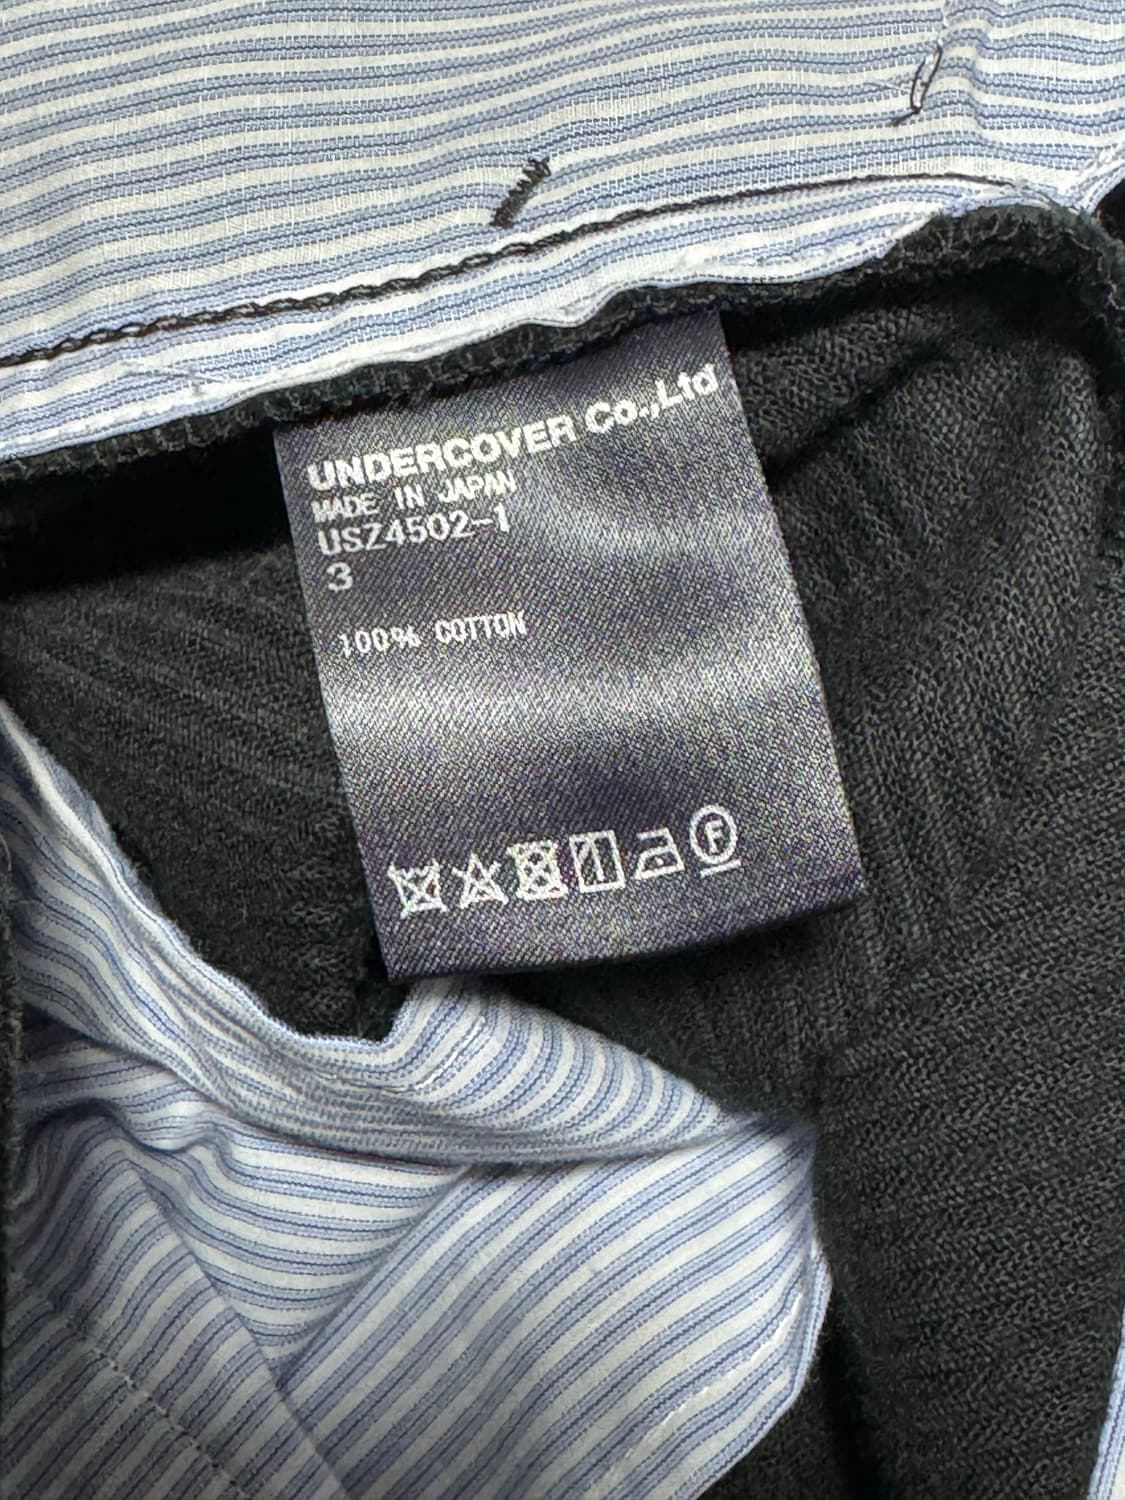 UNDERCOVER Co.,Ltd
MADE IN JAPAN
USZ4502-1
3
100% COTTON
F